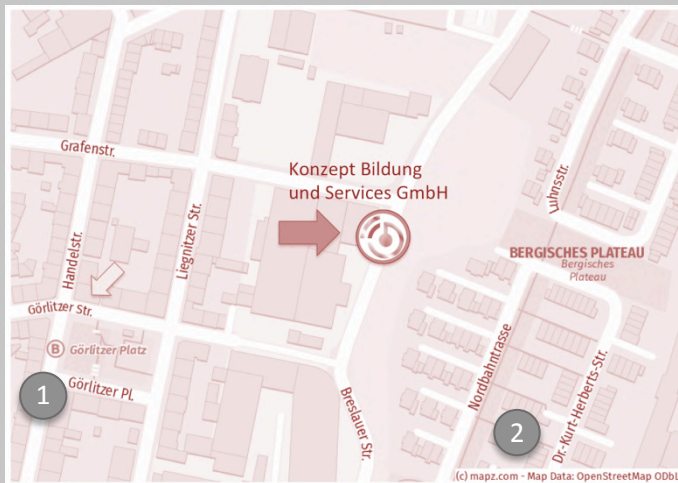 Grafenstr.
Konzept Bildung
und Services GmbH
Luhnsstr.
Handelstr.
Liegnitzer Str.
BERGISCHES PLATEAU
Bergisches
Plateau
Görlitzer Str.
B Görlitzer Platz
Görlitzer Pl.
1
Breslauer Str.
Nordbahntrasse
2
Dr.-Kurt-Herberts-Str.
(c) mapz.com - Map Data: OpenStreetMap ODbL